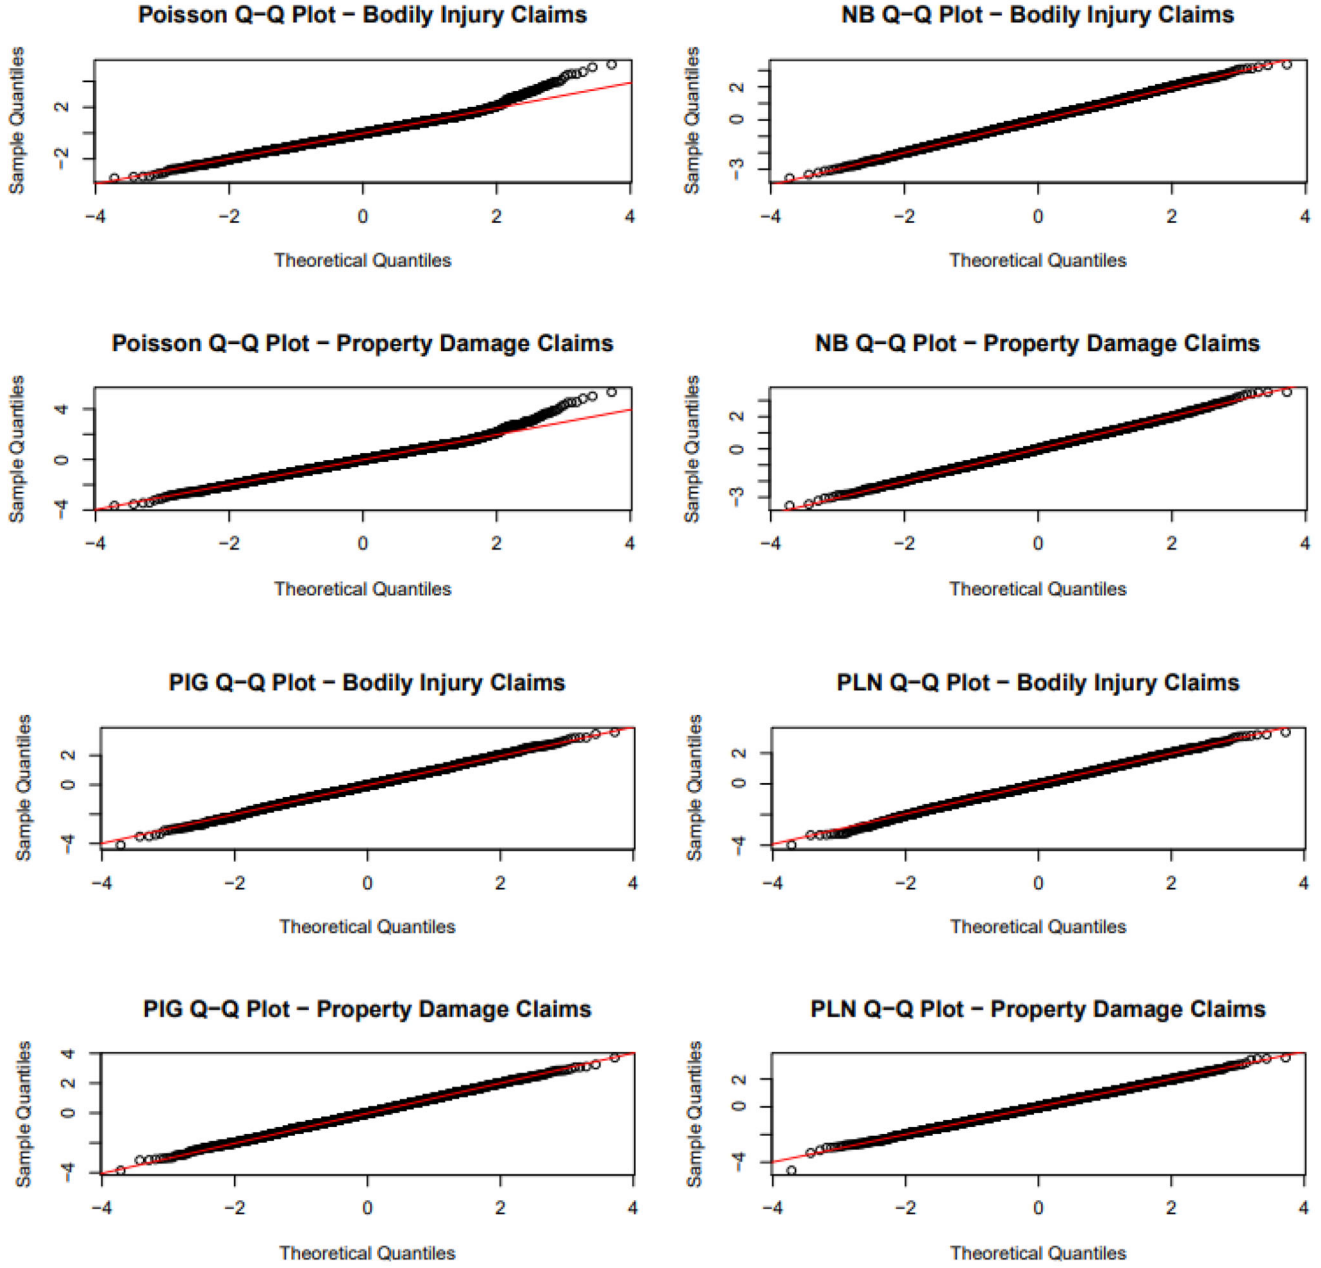 Poisson Q−Q Plot − Bodily Injury Claims
Sample Quantiles
2
−2
−4 −2 0 2 4
Theoretical Quantiles
NB Q−Q Plot − Bodily Injury Claims
Sample Quantiles
2
0
−3
−4 −2 0 2 4
Theoretical Quantiles
Poisson Q−Q Plot − Property Damage Claims
Sample Quantiles
4
0
−4
−4 −2 0 2 4
Theoretical Quantiles
NB Q−Q Plot − Property Damage Claims
Sample Quantiles
2
0
−3
−4 −2 0 2 4
Theoretical Quantiles
PIG Q−Q Plot − Bodily Injury Claims
Sample Quantiles
2
0
−4
−4 −2 0 2 4
Theoretical Quantiles
PLN Q−Q Plot − Bodily Injury Claims
Sample Quantiles
2
0
−4
−4 −2 0 2 4
Theoretical Quantiles
PIG Q−Q Plot − Property Damage Claims
Sample Quantiles
4
2
0
−4
−4 −2 0 2 4
Theoretical Quantiles
PLN Q−Q Plot − Property Damage Claims
Sample Quantiles
2
0
−4
−4 −2 0 2 4
Theoretical Quantiles